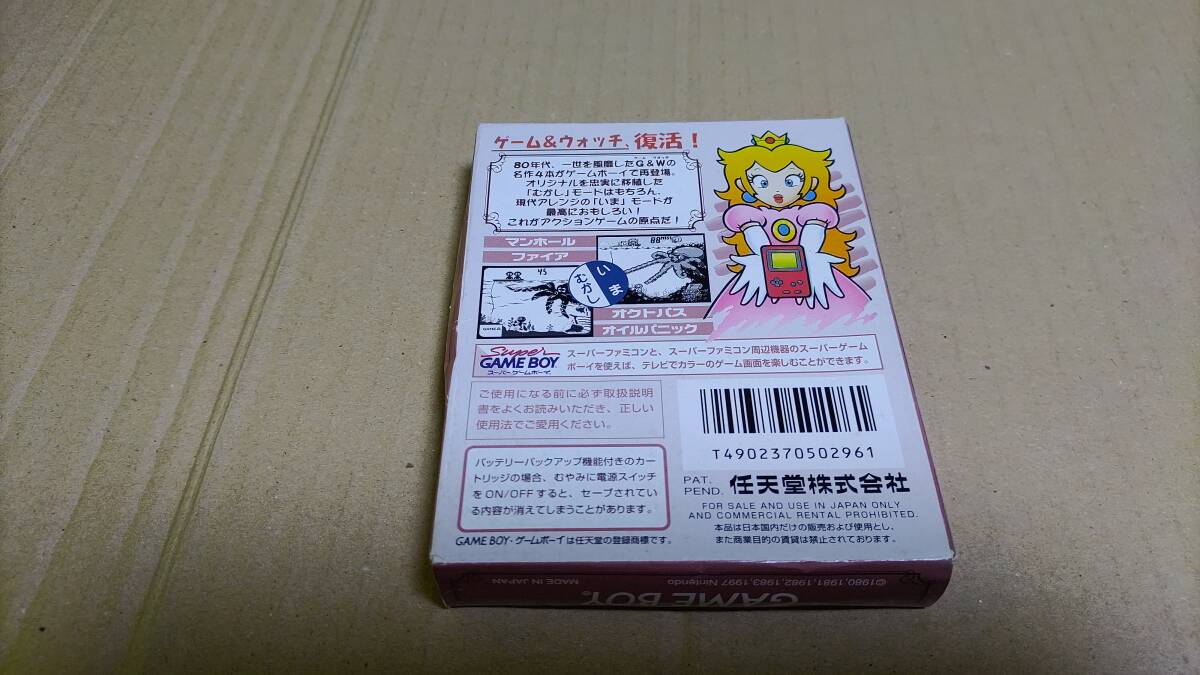 ゲーム&ウォッチ、復活!
80年代、一世を風靡したG&Wの
名作4本がゲームボーイで再登場。
オリジナルを忠実に移植した
「むかし」モードはもちろん、
現代アレンジの「いま」モードが
最高におもしろい!
これがアクションゲームの原点だ!
マンホール
ファイア
いま
むかし
45
オクトパス
オイルパニック
Super
GAME BOY
スーパーゲームボーイ
スーパーファミコンと、スーパーファミコン周辺機器のスーパーゲーム
ボーイを使えば、テレビでカラーのゲーム画面を楽しむことができます。
ご使用になる前に必ず取扱説明
書をよくお読みいただき、正しい
使用法でご愛用ください。
T4902370502961
バッテリーバックアップ機能付きのカー
トリッジの場合、むやみに電源スイッチ
をON/OFFすると、セーブされてい
る内容が消えてしまうことがあります。
PAT.
PEND. 任天堂株式会社
FOR SALE AND USE IN JAPAN ONLY
AND COMMERCIAL RENTAL PROHIBITED.
本品は日本国内だけの販売および使用とし、
また商業目的の賃貸は禁止されております。
GAME BOY・ゲームボーイは任天堂の登録商標です。
©1980,1981,1982,1983,1997 Nintendo
MADE IN JAPAN
GAME BOY